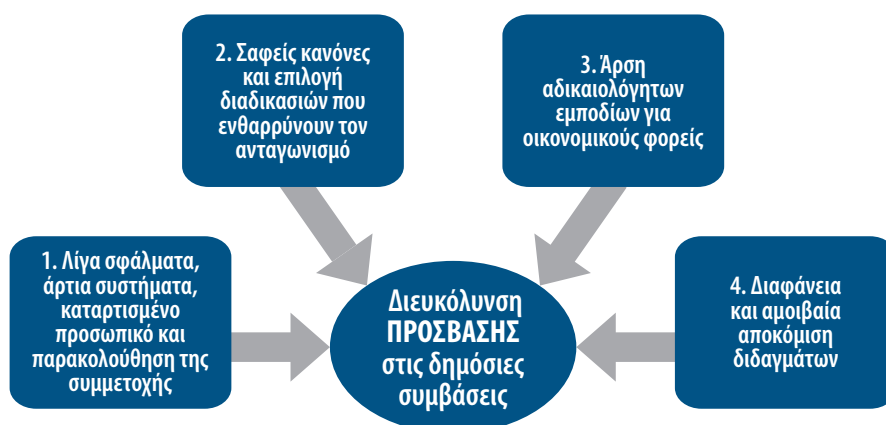 1. Λίγα σφάλματα,
άρτια συστήματα,
καταρτισμένο
προσωπικό και
παρακολούθηση της
συμμετοχής
2. Σαφείς κανόνες
και επιλογή
διαδικασιών που
ενθαρρύνουν τον
ανταγωνισμό
3. Άρση
αδικαιολόγητων
εμποδίων για
οικονομικούς φορείς
4. Διαφάνεια
και αμοιβαία
αποκόμιση
διδαγμάτων
Διευκόλυνση
ΠΡΟΣΒΑΣΗΣ
στις δημόσιες
συμβάσεις